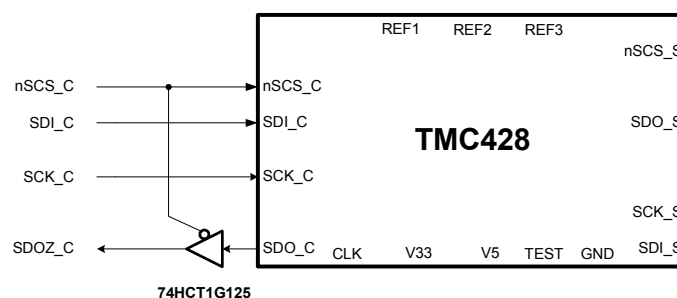 REF1 REF2 REF3
nSCS_S
nSCS_C nSCS_C
SDI_C SDI_C SDO_S
TMC428
SCK_C SCK_C
SCK_S
SDOZ_C SDO_C CLK V33 V5 TEST GND SDI_S
74HCT1G125